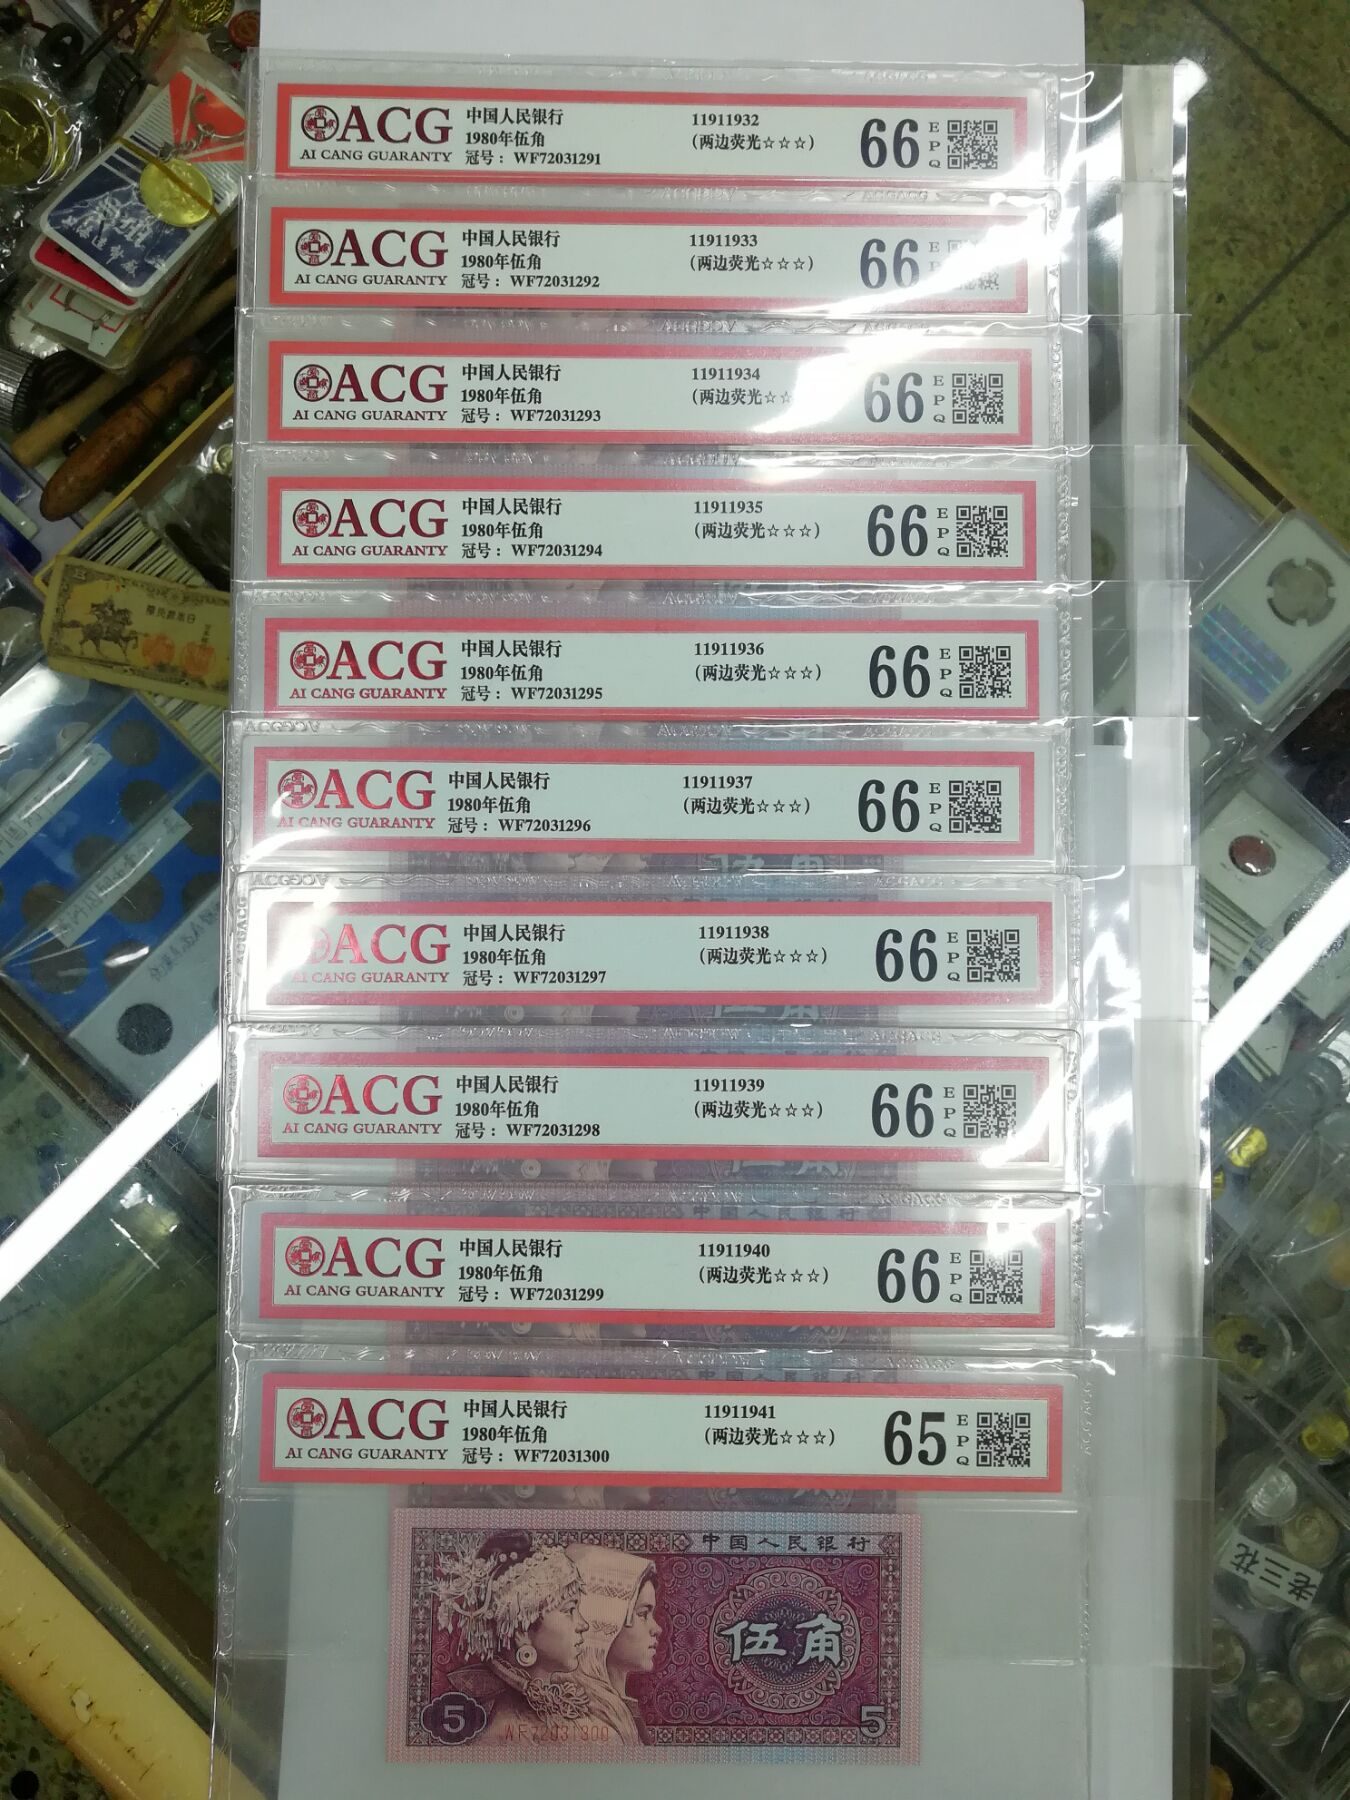 ACG 中国人民银行 11911932 66 EPQ
1980年伍角 (两边荧光☆☆☆)
AI CANG GUARANTY 冠号：WF72031291
ACG 中国人民银行 11911933 66 E
1980年伍角 (两边荧光☆☆☆)
AI CANG GUARANTY 冠号：WF72031292
ACG 中国人民银行 11911934 66 EPQ
1980年伍角 (两边荧光☆☆
AI CANG GUARANTY 冠号：WF72031293
ACG 中国人民银行 11911935 66 EPQ
1980年伍角 (两边荧光☆☆☆)
AI CANG GUARANTY 冠号：WF72031294
ACG 中国人民银行 11911936 66 EPQ
1980年伍角 (两边荧光☆☆☆)
AI CANG GUARANTY 冠号：WF72031295
ACG 中国人民银行 11911937 66 EPQ
1980年伍角 (两边荧光☆☆☆)
AI CANG GUARANTY 冠号：WF72031296
ACG 中国人民银行 11911938 66 EPQ
1980年伍角 (两边荧光☆☆☆)
AI CANG GUARANTY 冠号：WF72031297
ACG 中国人民银行 11911939 66 EPQ
1980年伍角 (两边荧光☆☆☆)
AI CANG GUARANTY 冠号：WF72031298
ACG 中国人民银行 11911940 66 EPQ
1980年伍角 (两边荧光☆☆☆)
AI CANG GUARANTY 冠号：WF72031299
ACG 中国人民银行 11911941 65 EPQ
1980年伍角 (两边荧光☆☆☆)
AI CANG GUARANTY 冠号：WF72031300
中国人民银行
伍角
5 WF72031300 5
老三花